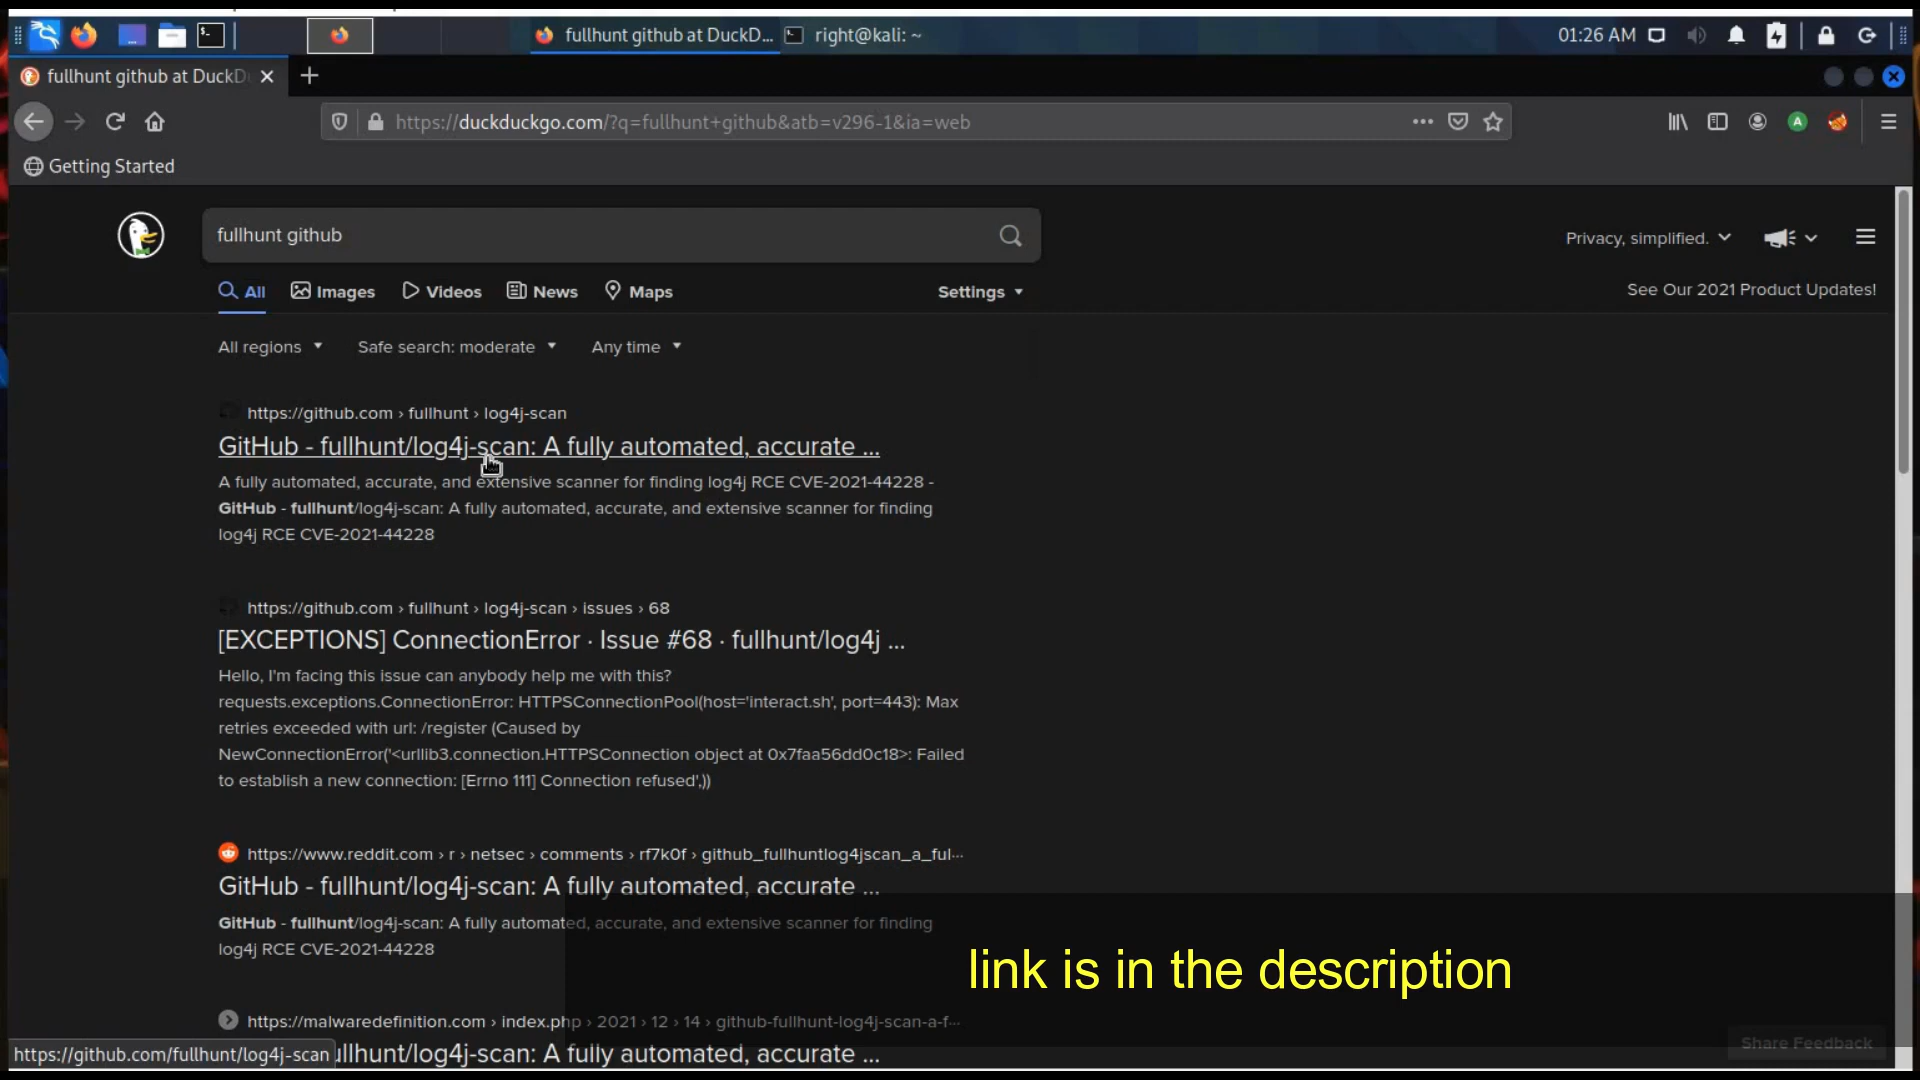 fullhunt github at DuckD...
right@kali: ~
01:26 AM
fullhunt github at DuckD
https://duckduckgo.com/?q=fullhunt+github&atb=v296-1&ia=web
Getting Started
fullhunt github
Privacy, simplified.
All
Images
Videos
News
Maps
Settings
See Our 2021 Product Updates!
All regions
Safe search: moderate
Any time
https://github.com › fullhunt › log4j-scan
GitHub - fullhunt/log4j-scan: A fully automated, accurate ...
A fully automated, accurate, and extensive scanner for finding log4j RCE CVE-2021-44228 -
GitHub - fullhunt/log4j-scan: A fully automated, accurate, and extensive scanner for finding
log4j RCE CVE-2021-44228
https://github.com › fullhunt › log4j-scan › issues › 68
[EXCEPTIONS] ConnectionError · Issue #68 · fullhunt/log4j ...
Hello, I'm facing this issue can anybody help me with this?
requests.exceptions.ConnectionError: HTTPSConnectionPool(host='interact.sh', port=443): Max
retries exceeded with url: /register (Caused by
NewConnectionError('<urllib3.connection.HTTPSConnection object at 0x7faa56dd0c18>: Failed
to establish a new connection: [Errno 111] Connection refused',))
https://www.reddit.com › r › netsec › comments › rf7k0f › github_fullhuntlog4jscan_a_ful...
GitHub - fullhunt/log4j-scan: A fully automated, accurate ...
GitHub - fullhunt/log4j-scan: A fully automated, accurate, and extensive scanner for finding
log4j RCE CVE-2021-44228
link is in the description
https://malwaredefinition.com › index.php › 2021 › 12 › 14 › github-fullhunt-log4j-scan-a-f...
Share Feedback
https://github.com/fullhunt/log4j-scan
ullhunt/log4j-scan: A fully automated, accurate ...